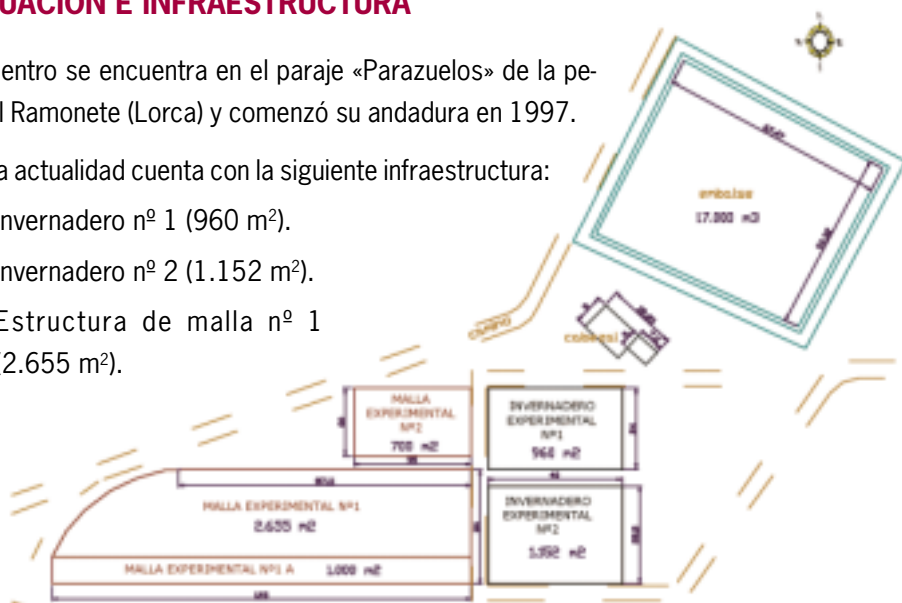 UACIÓN E INFRAESTRUCTURA
entro se encuentra en el paraje «Parazuelos» de la pe-
l Ramonete (Lorca) y comenzó su andadura en 1997.
a actualidad cuenta con la siguiente infraestructura:
nvernadero nº 1 (960 m²).
nvernadero nº 2 (1.152 m²).
Estructura de malla nº 1
2.655 m²).
embalse
17.000 m3
camino
MALLA
EXPERIMENTAL
Nº2
700 m2
INVERNADERO
EXPERIMENTAL
Nº1
960 m2
MALLA EXPERIMENTAL Nº1
2.655 m2
INVERNADERO
EXPERIMENTAL
Nº2
1.152 m2
MALLA EXPERIMENTAL Nº1 A 1.000 m2